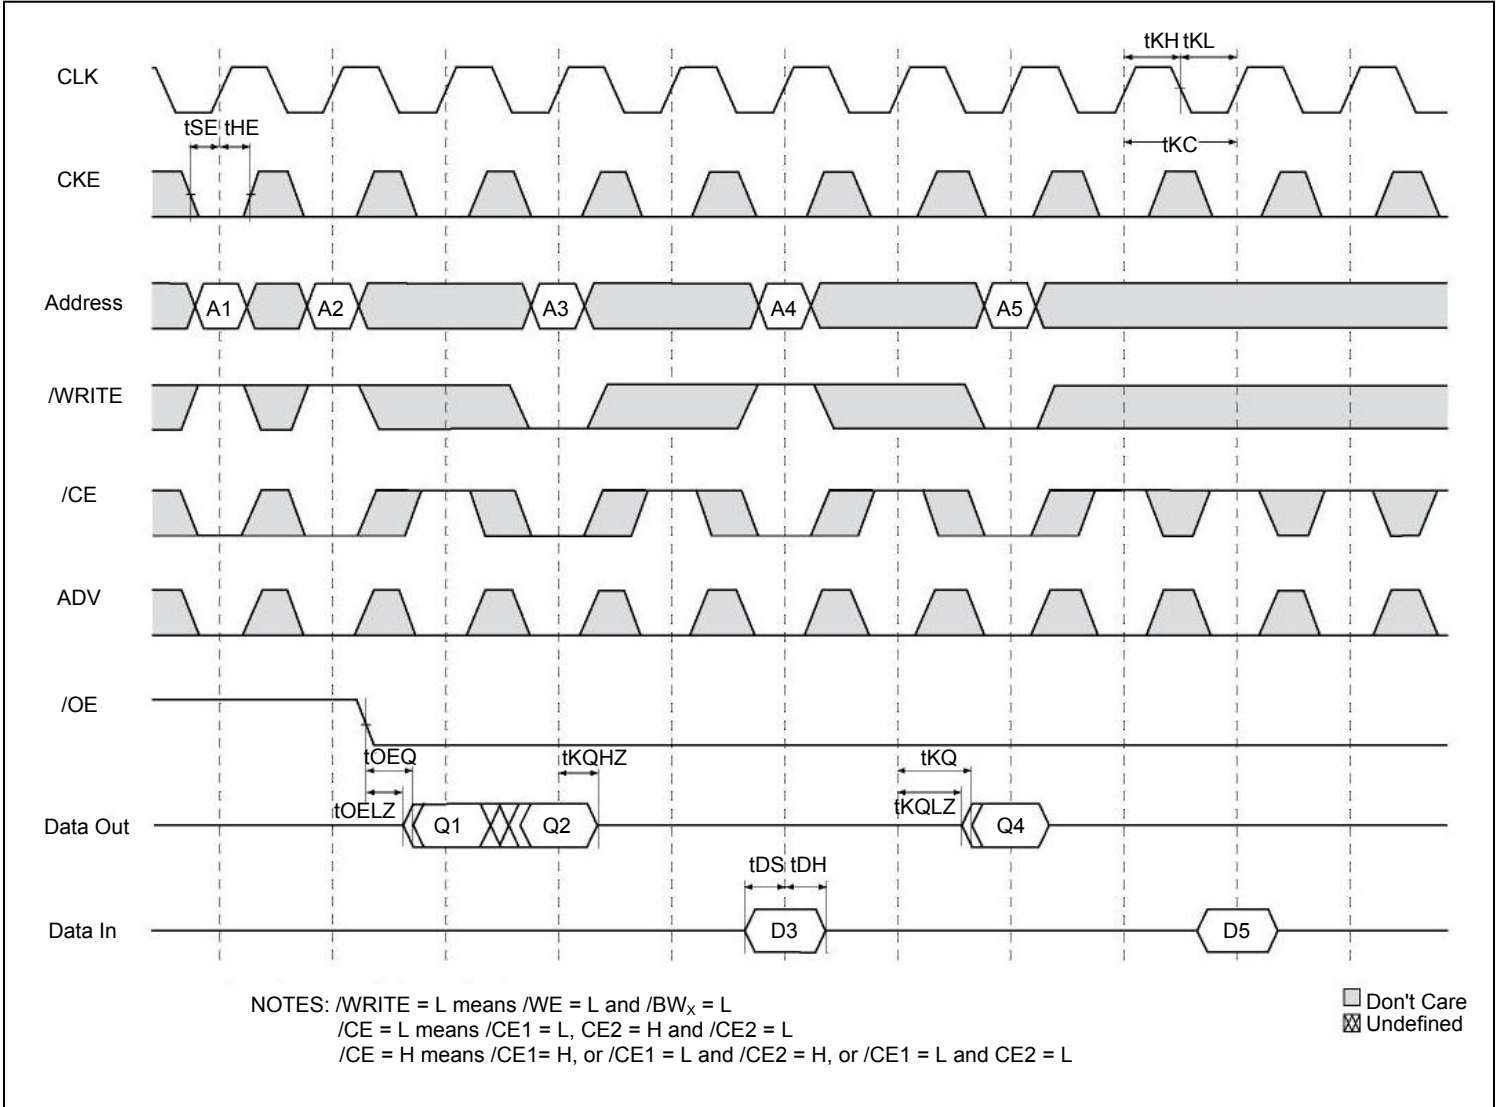 tKH tKL
CLK
tSE tHE
tKC
CKE
Address
A1
A2
A3
A4
A5
/WRITE
/CE
ADV
/OE
tOEQ
tKQHZ
tKQ
tOELZ
tKQLZ
Data Out
Q1
Q2
Q4
tDS tDH
Data In
D3
D5
NOTES: /WRITE = L means /WE = L and /BWX = L
/CE = L means /CE1 = L, CE2 = H and /CE2 = L
/CE = H means /CE1= H, or /CE1 = L and /CE2 = H, or /CE1 = L and CE2 = L
Don't Care
Undefined